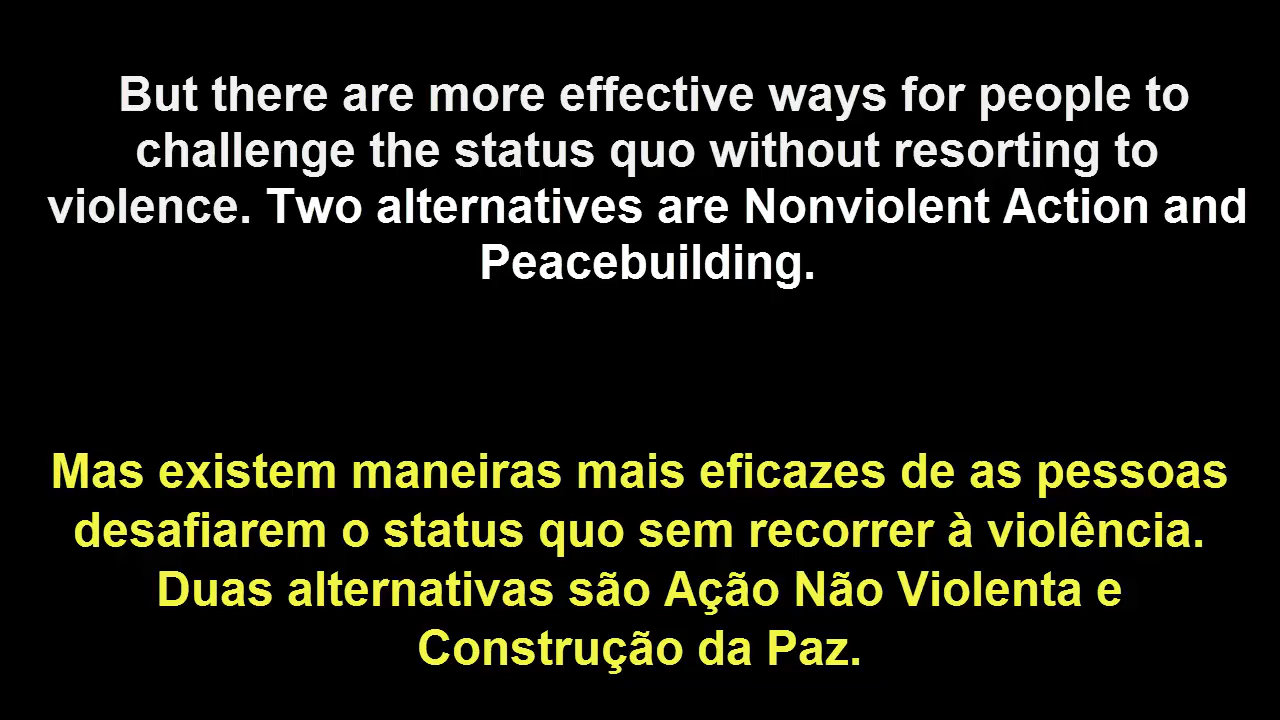 But there are more effective ways for people to
challenge the status quo without resorting to
violence. Two alternatives are Nonviolent Action and
Peacebuilding.
Mas existem maneiras mais eficazes de as pessoas
desafiarem o status quo sem recorrer à violência.
Duas alternativas são Ação Não Violenta e
Construção da Paz.